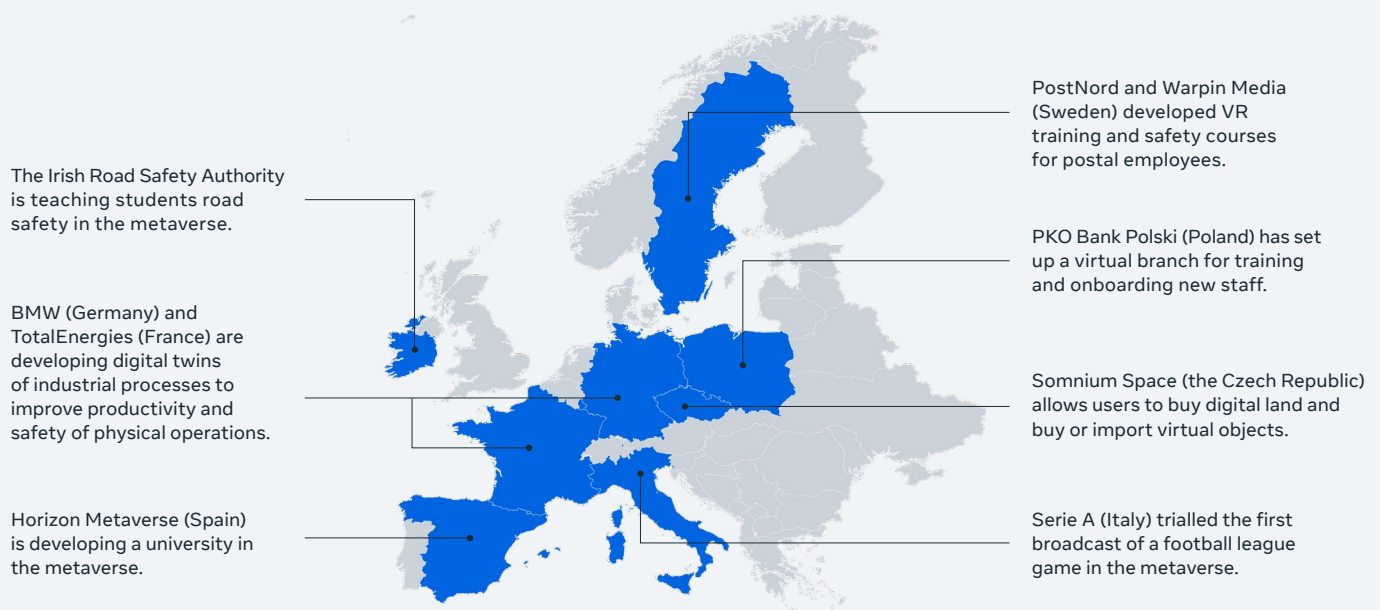 The Irish Road Safety Authority
is teaching students road
safety in the metaverse.
BMW (Germany) and
TotalEnergies (France) are
developing digital twins
of industrial processes to
improve productivity and
safety of physical operations.
Horizon Metaverse (Spain)
is developing a university in
the metaverse.
PostNord and Warpin Media
(Sweden) developed VR
training and safety courses
for postal employees.
PKO Bank Polski (Poland) has set
up a virtual branch for training
and onboarding new staff.
Somnium Space (the Czech Republic)
allows users to buy digital land and
buy or import virtual objects.
Serie A (Italy) trialled the first
broadcast of a football league
game in the metaverse.